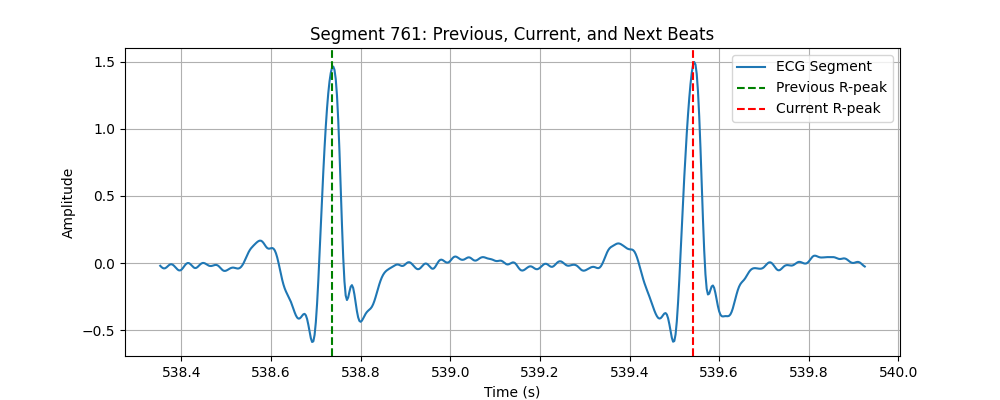 Segment 761: Previous, Current, and Next Beats
ECG Segment
Previous R-peak
Current R-peak
Amplitude
1.5
1.0
0.5
0.0
−0.5
538.4 538.6 538.8 539.0 539.2 539.4 539.6 539.8 540.0
Time (s)